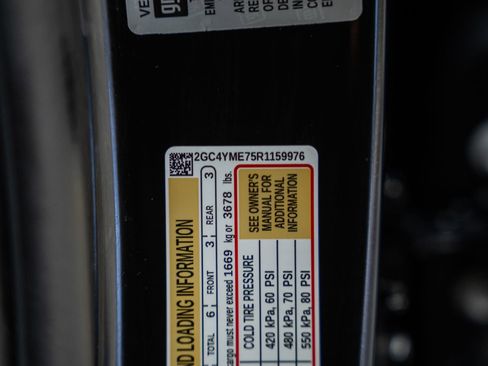 2GC4YME75R1159976
ND LOADING INFORMATION
TOTAL 6 FRONT 3 REAR 3
cargo must never exceed 1669 kg or 3678 lbs.
COLD TIRE PRESSURE
SEE OWNER'S
MANUAL FOR
ADDITIONAL
INFORMATION
420 kPa, 60 PSI
480 kPa, 70 PSI
550 kPa, 80 PSI